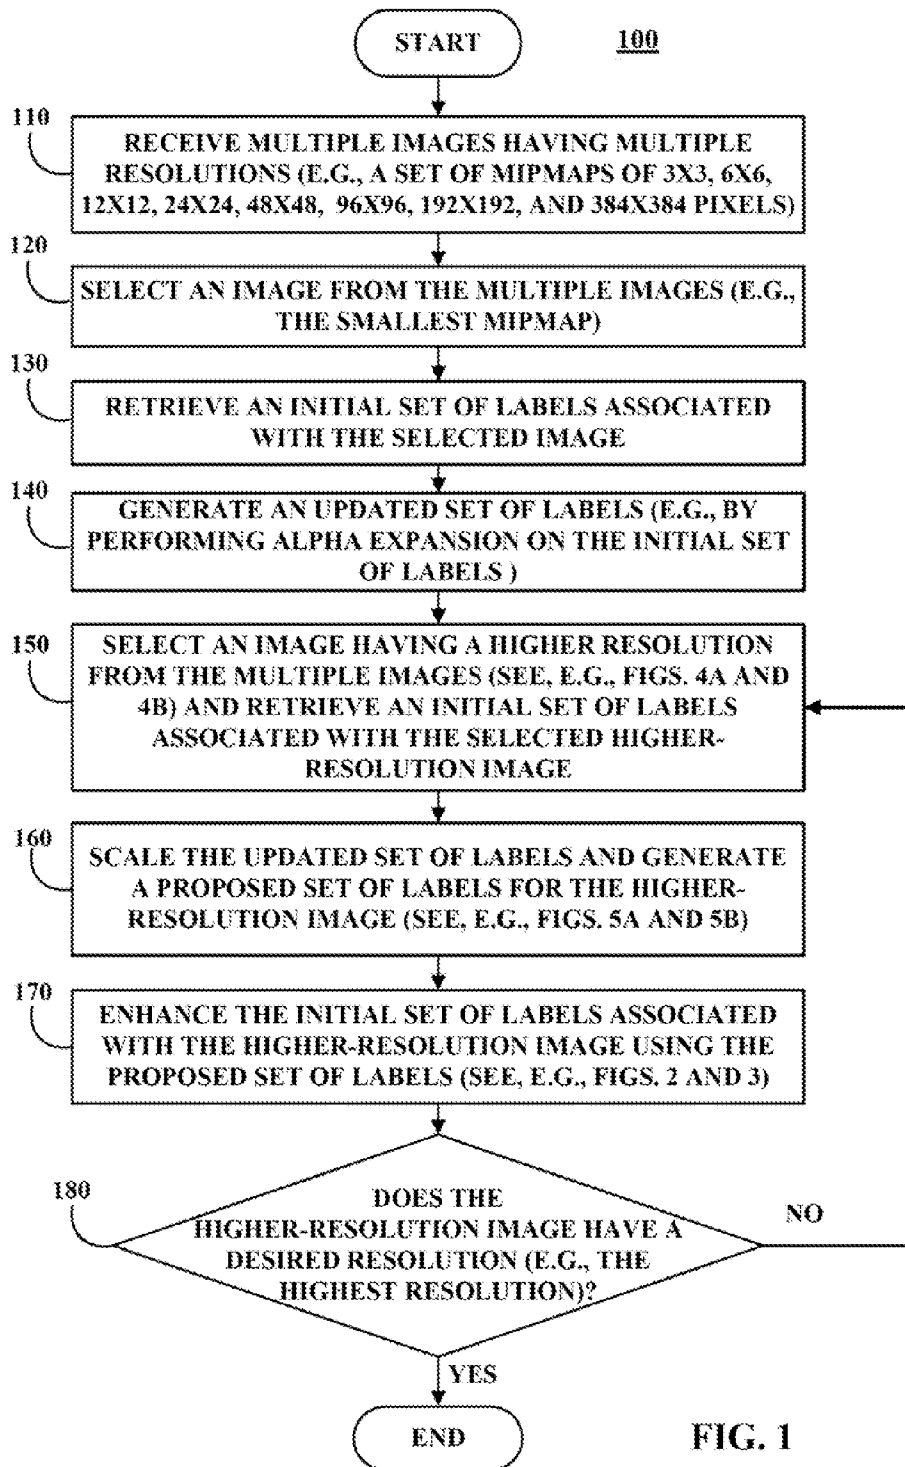 START
100
110
RECEIVE MULTIPLE IMAGES HAVING MULTIPLE
RESOLUTIONS (E.G., A SET OF MIPMAPS OF 3X3, 6X6,
12X12, 24X24, 48X48, 96X96, 192X192, AND 384X384 PIXELS)
120
SELECT AN IMAGE FROM THE MULTIPLE IMAGES (E.G.,
THE SMALLEST MIPMAP)
130
RETRIEVE AN INITIAL SET OF LABELS ASSOCIATED
WITH THE SELECTED IMAGE
140
GENERATE AN UPDATED SET OF LABELS (E.G., BY
PERFORMING ALPHA EXPANSION ON THE INITIAL SET
OF LABELS )
150
SELECT AN IMAGE HAVING A HIGHER RESOLUTION
FROM THE MULTIPLE IMAGES (SEE, E.G., FIGS. 4A AND
4B) AND RETRIEVE AN INITIAL SET OF LABELS
ASSOCIATED WITH THE SELECTED HIGHER-
RESOLUTION IMAGE
160
SCALE THE UPDATED SET OF LABELS AND GENERATE
A PROPOSED SET OF LABELS FOR THE HIGHER-
RESOLUTION IMAGE (SEE, E.G., FIGS. 5A AND 5B)
170
ENHANCE THE INITIAL SET OF LABELS ASSOCIATED
WITH THE HIGHER-RESOLUTION IMAGE USING THE
PROPOSED SET OF LABELS (SEE, E.G., FIGS. 2 AND 3)
180
DOES THE
HIGHER-RESOLUTION IMAGE HAVE A
DESIRED RESOLUTION (E.G., THE
HIGHEST RESOLUTION)?
NO
YES
END
FIG. 1